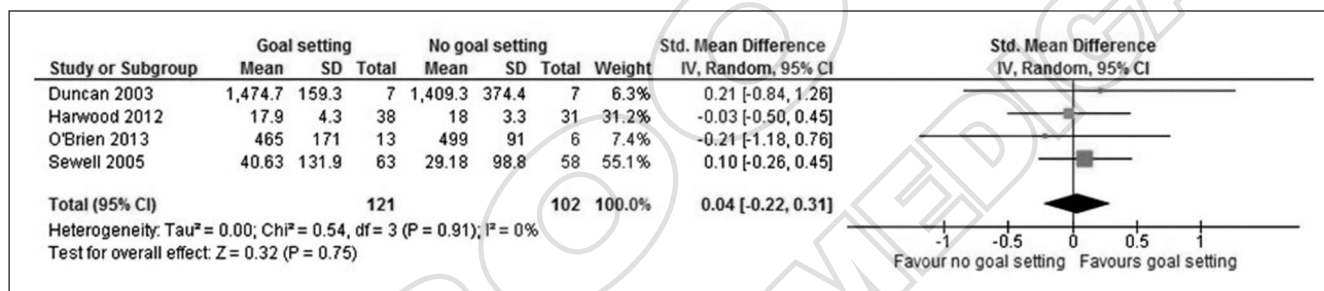 Goal setting No goal setting Std. Mean Difference Std. Mean Difference
Study or Subgroup Mean SD Total Mean SD Total Weight IV, Random, 95% CI IV, Random, 95% CI
Duncan 2003 1,474.7 159.3 7 1,409.3 374.4 7 6.3% 0.21 [-0.84, 1.26]
Harwood 2012 17.9 4.3 38 18 3.3 31 31.2% -0.03 [-0.50, 0.45]
O'Brien 2013 465 171 13 499 91 6 7.4% -0.21 [-1.18, 0.76]
Sewell 2005 40.63 131.9 63 29.18 98.8 58 55.1% 0.10 [-0.26, 0.45]
Total (95% CI) 121 102 100.0% 0.04 [-0.22, 0.31]
Heterogeneity: Tau² = 0.00; Chi² = 0.54, df = 3 (P = 0.91); I² = 0%
Test for overall effect: Z = 0.32 (P = 0.75)
-1 -0.5 0 0.5 1
Favour no goal setting Favours goal setting